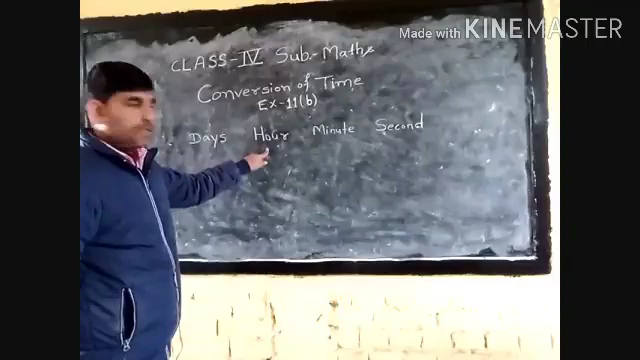 Made with KINEMASTER
CLASS-IV Sub.-Maths
Conversion of Time
Ex-11(b)
Days Hour Minute Second